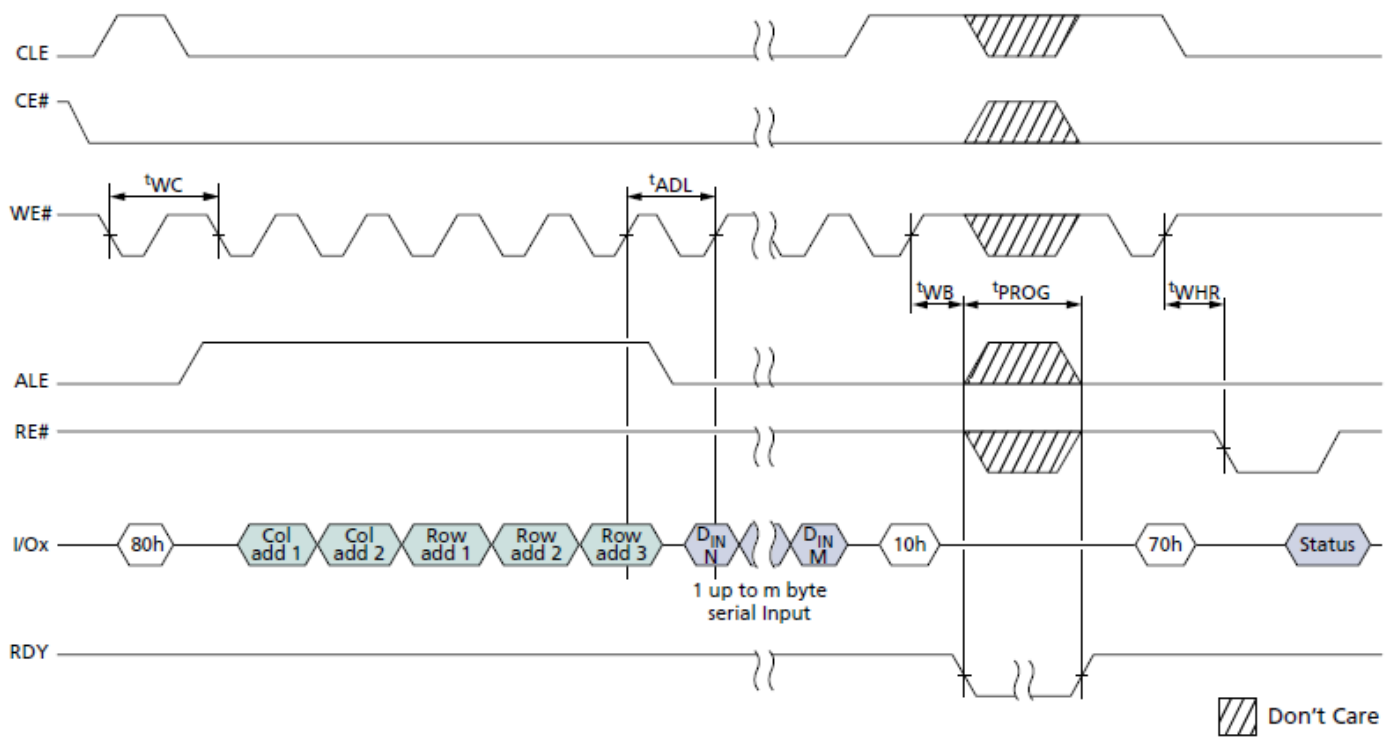 CLE
CE#
tWC
tADL
WE#
tWB
tPROG
tWHR
ALE
RE#
I/Ox
80h
Col
add 1
Col
add 2
Row
add 1
Row
add 2
Row
add 3
DIN
N
DIN
M
10h
70h
Status
1 up to m byte
serial Input
RDY
Don't Care